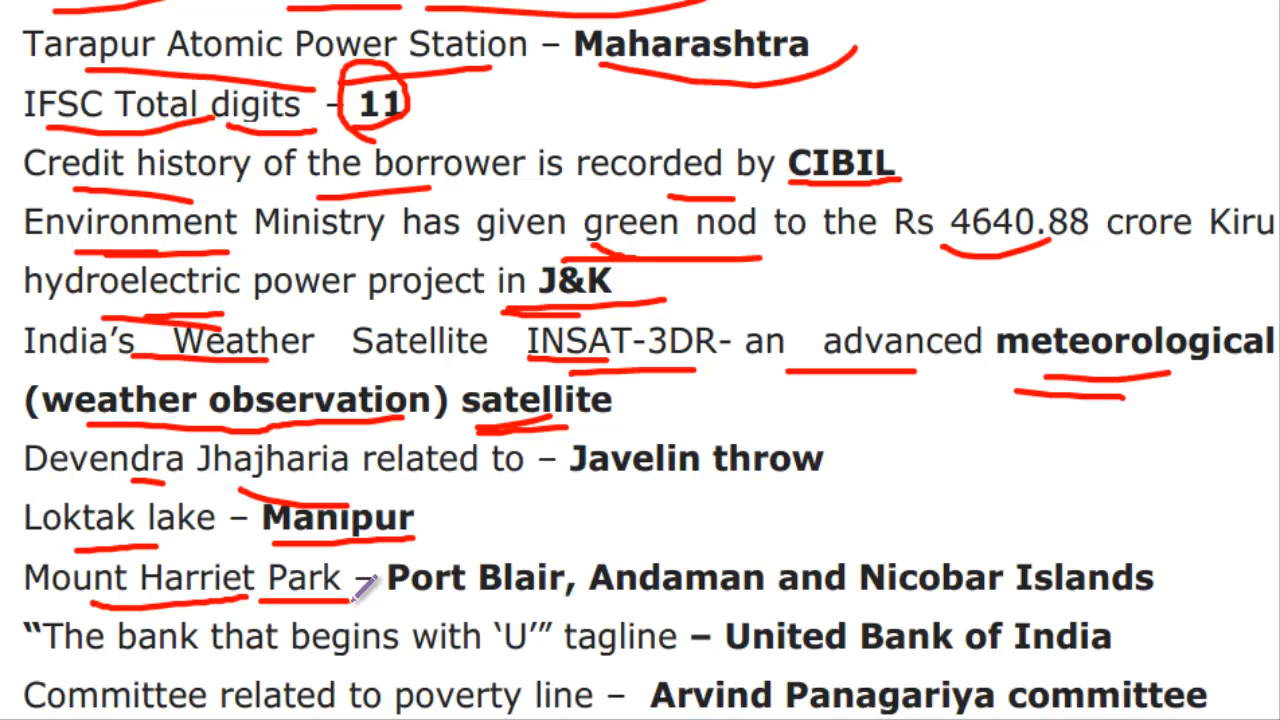 Tarapur Atomic Power Station – Maharashtra
IFSC Total digits – 11
Credit history of the borrower is recorded by CIBIL
Environment Ministry has given green nod to the Rs 4640.88 crore Kiru
hydroelectric power project in J&K
India’s Weather Satellite INSAT-3DR- an advanced meteorological
(weather observation) satellite
Devendra Jhajharia related to – Javelin throw
Loktak lake – Manipur
Mount Harriet Park – Port Blair, Andaman and Nicobar Islands
“The bank that begins with ‘U’” tagline – United Bank of India
Committee related to poverty line – Arvind Panagariya committee